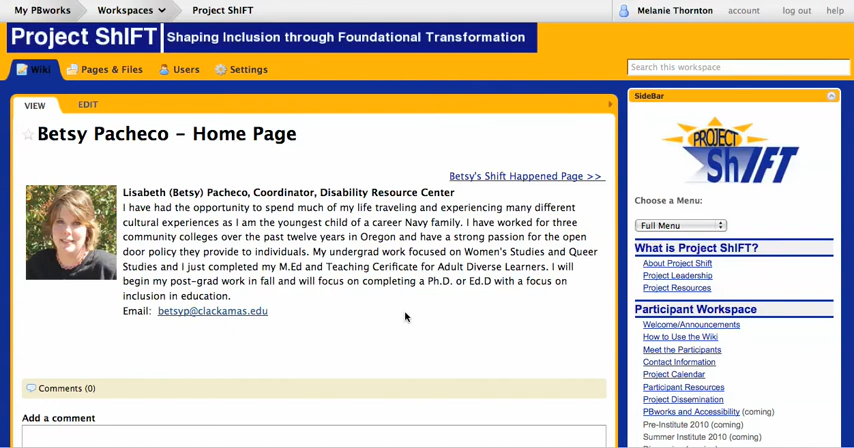 My PBworks Workspaces Project ShIFT Melanie Thornton account log out help
Project ShIFT Shaping Inclusion through Foundational Transformation
Wiki Pages & Files Users Settings Search this workspace
VIEW EDIT
Betsy Pacheco – Home Page
Betsy's Shift Happened Page >>
Lisabeth (Betsy) Pacheco, Coordinator, Disability Resource Center
I have had the opportunity to spend much of my life traveling and experiencing many different
cultural experiences as I am the youngest child of a career Navy family. I have worked for three
community colleges over the past twelve years in Oregon and have a strong passion for the open
door policy they provide to individuals. My undergrad work focused on Women's Studies and Queer
Studies and I just completed my M.Ed and Teaching Cerificate for Adult Diverse Learners. I will
begin my post-grad work in fall and will focus on completing a Ph.D. or Ed.D with a focus on
inclusion in education.
Email: betsyp@clackamas.edu
Comments (0)
Add a comment
SideBar
PROJECT
ShIFT
Choose a Menu:
Full Menu
What is Project ShIFT?
About Project Shift
Project Leadership
Project Resources
Participant Workspace
Welcome/Announcements
How to Use the Wiki
Meet the Participants
Contact Information
Project Calendar
Participant Resources
Project Dissemination
PBworks and Accessibility (coming)
Pre-Institute 2010 (coming)
Summer Institute 2010 (coming)